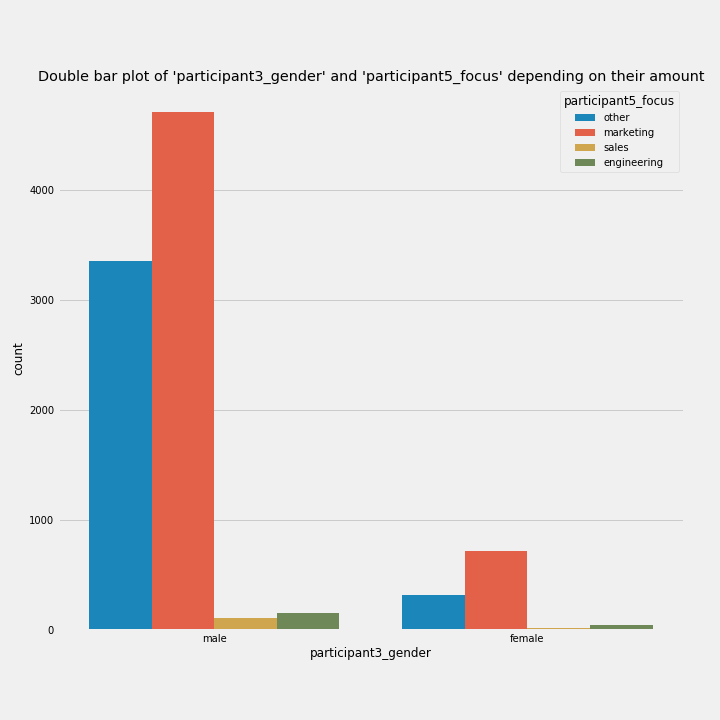 Double bar plot of 'participant3_gender' and 'participant5_focus' depending on their amount
participant5_focus
other
marketing
sales
engineering
4000
3000
2000
1000
0
count
male
female
participant3_gender